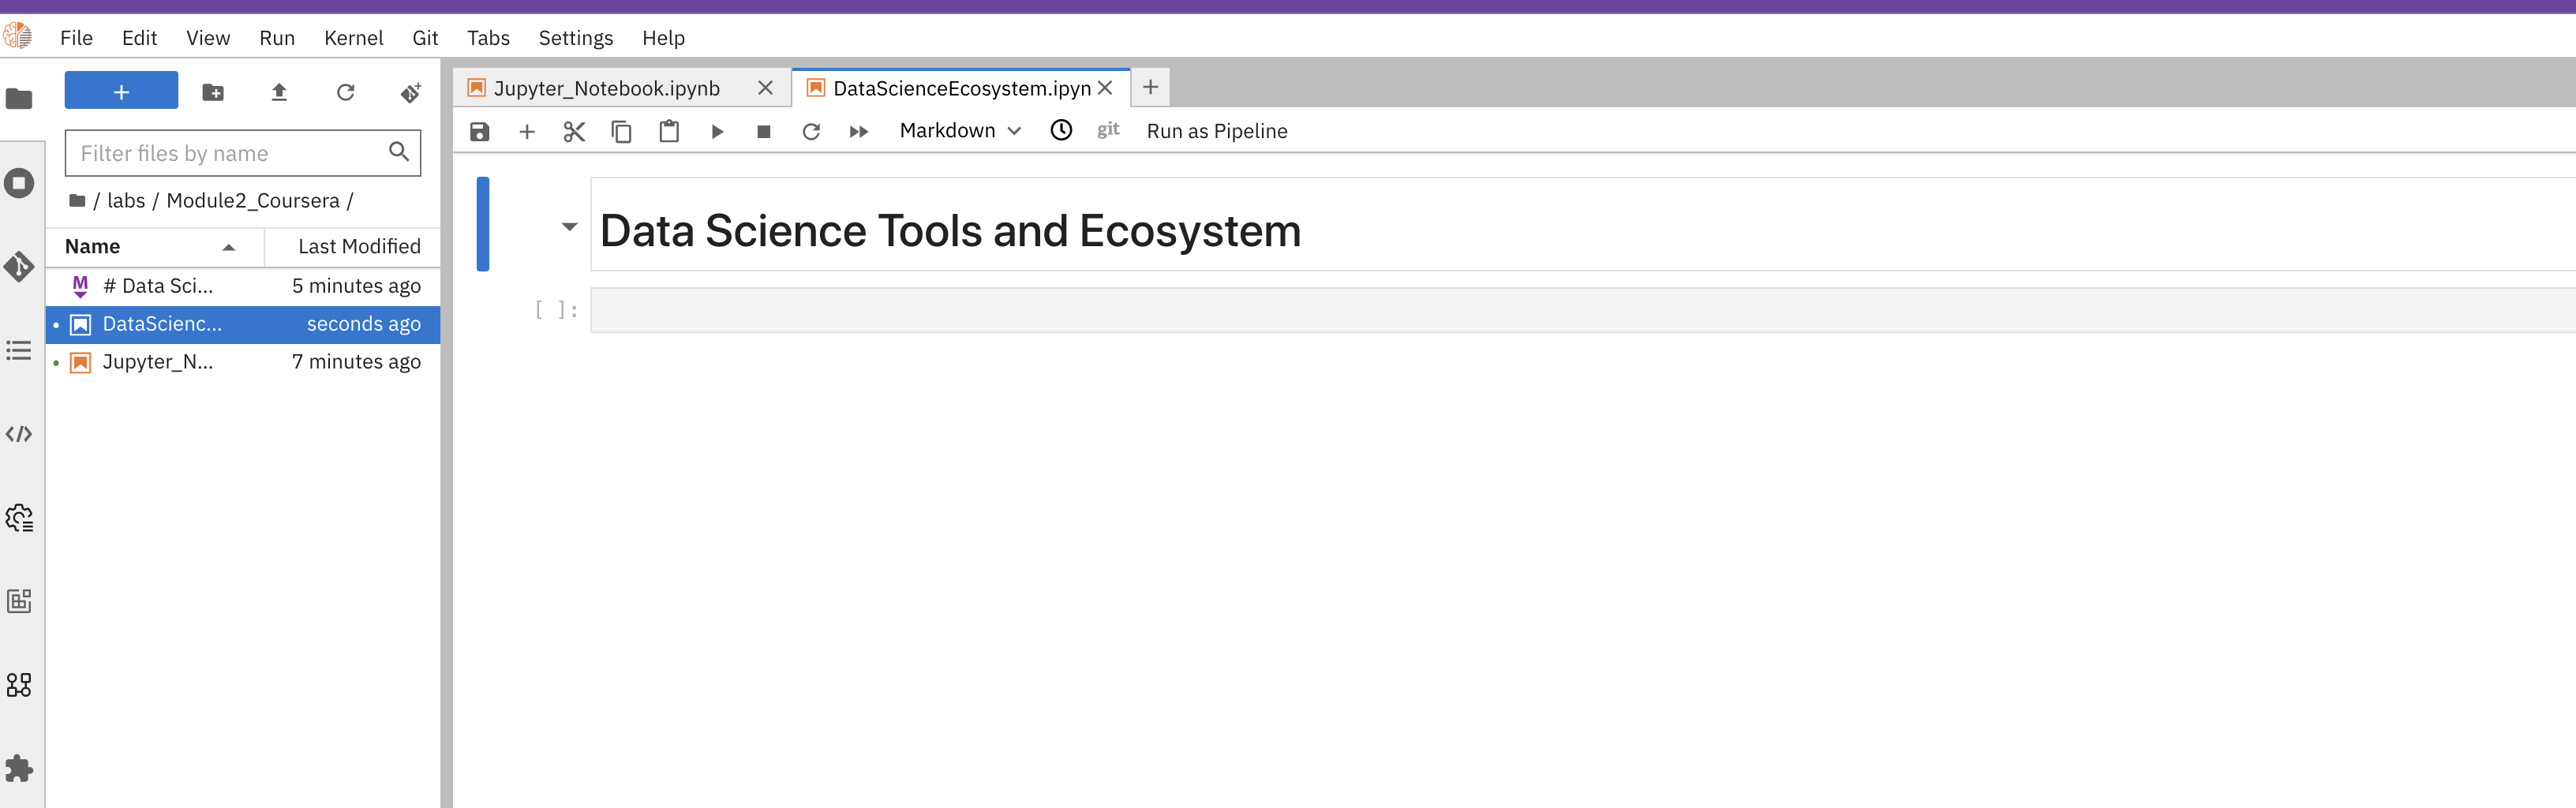 File Edit View Run Kernel Git Tabs Settings Help
+
Jupyter_Notebook.ipynb
DataScienceEcosystem.ipyn
+
Markdown
git
Run as Pipeline
Filter files by name
/ labs / Module2_Coursera /
Name Last Modified
M # Data Sci... 5 minutes ago
DataScienc... seconds ago
Jupyter_N... 7 minutes ago
Data Science Tools and Ecosystem
[ ]: